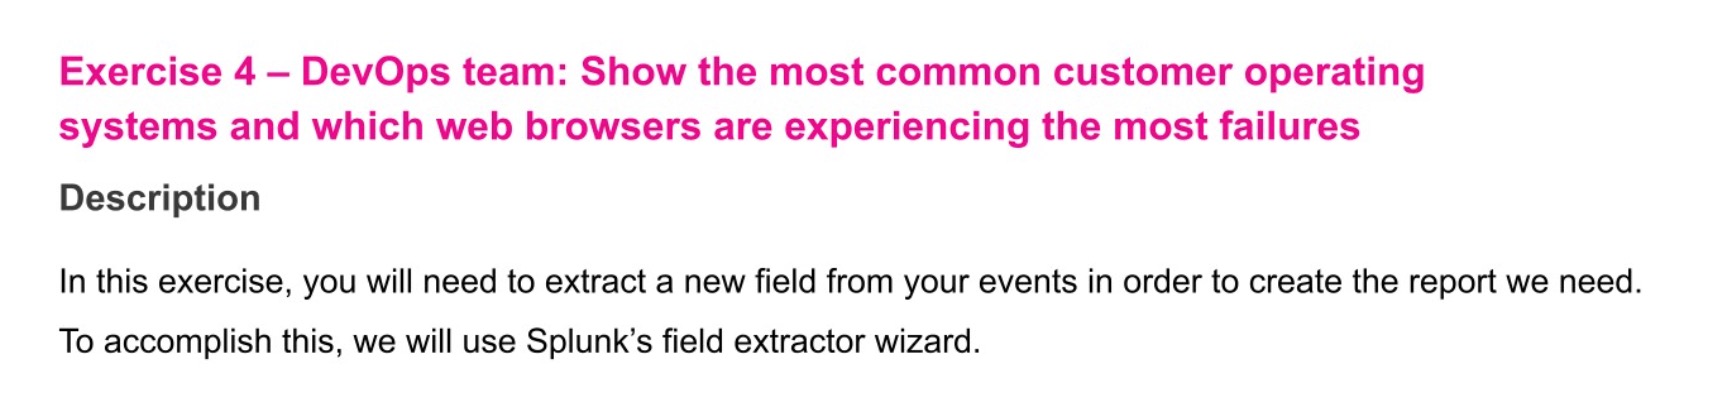 Exercise 4 – DevOps team: Show the most common customer operating
systems and which web browsers are experiencing the most failures
Description
In this exercise, you will need to extract a new field from your events in order to create the report we need.
To accomplish this, we will use Splunk’s field extractor wizard.